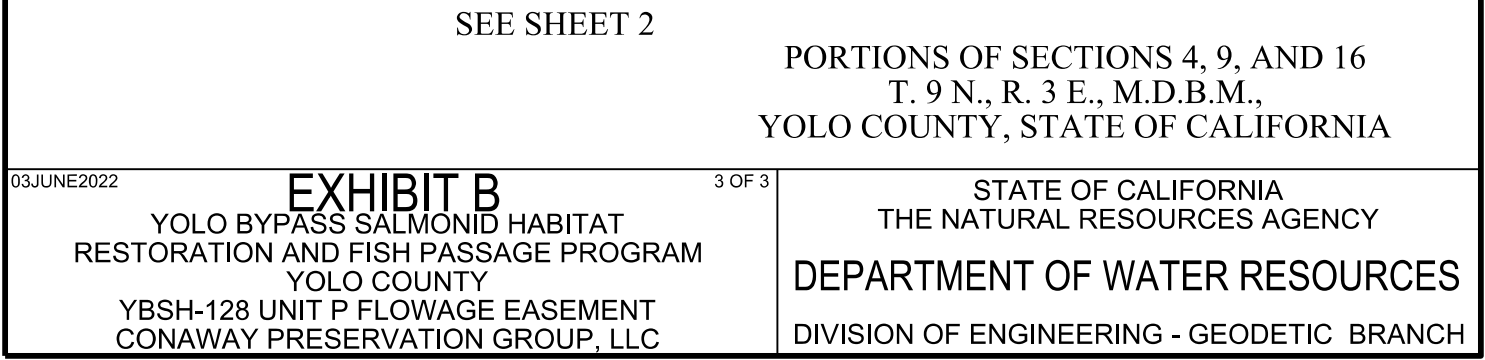 SEE SHEET 2
PORTIONS OF SECTIONS 4, 9, AND 16
T. 9 N., R. 3 E., M.D.B.M.,
YOLO COUNTY, STATE OF CALIFORNIA
03JUNE2022
EXHIBIT B
3 OF 3
YOLO BYPASS SALMONID HABITAT
RESTORATION AND FISH PASSAGE PROGRAM
YOLO COUNTY
YBSH-128 UNIT P FLOWAGE EASEMENT
CONAWAY PRESERVATION GROUP, LLC
STATE OF CALIFORNIA
THE NATURAL RESOURCES AGENCY
DEPARTMENT OF WATER RESOURCES
DIVISION OF ENGINEERING - GEODETIC BRANCH